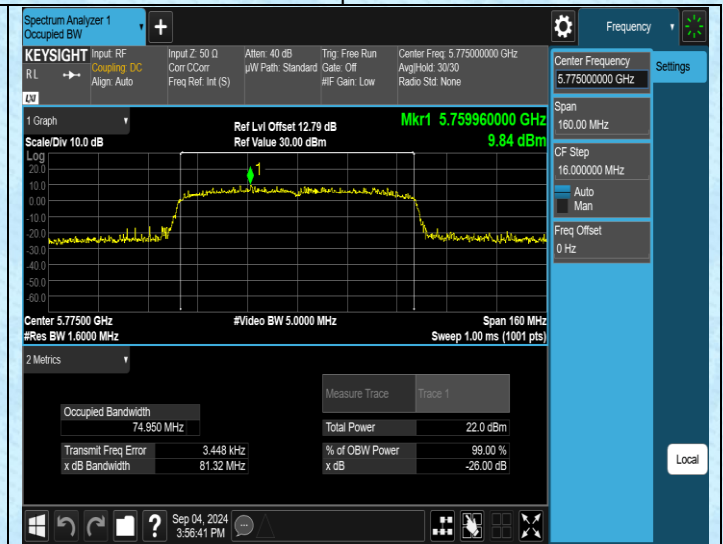 Spectrum Analyzer 1
Occupied BW
+
Frequency
KEYSIGHT
RL
LXI
Input: RF
Coupling: DC
Align: Auto
Input Z: 50 Ω
Corr CCorr
Freq Ref: Int (S)
Atten: 40 dB
µW Path: Standard
Trig: Free Run
Gate: Off
#IF Gain: Low
Center Freq: 5.775000000 GHz
Avg|Hold: 30/30
Radio Std: None
Center Frequency
5.775000000 GHz
Settings
Span
160.00 MHz
CF Step
16.000000 MHz
Auto
Man
Freq Offset
0 Hz
1 Graph
Scale/Div 10.0 dB
Ref Lvl Offset 12.79 dB
Ref Value 30.00 dBm
Mkr1 5.759960000 GHz
9.84 dBm
Log
20.0
10.0
0.00
-10.0
-20.0
-30.0
-40.0
-50.0
-60.0
1
Center 5.77500 GHz
#Res BW 1.6000 MHz
#Video BW 5.0000 MHz
Span 160 MHz
Sweep 1.00 ms (1001 pts)
2 Metrics
Measure Trace
Trace 1
Occupied Bandwidth
74.950 MHz
Total Power
22.0 dBm
Transmit Freq Error
3.448 kHz
% of OBW Power
99.00 %
x dB Bandwidth
81.32 MHz
x dB
-26.00 dB
Local
?
Sep 04, 2024
3:56:41 PM